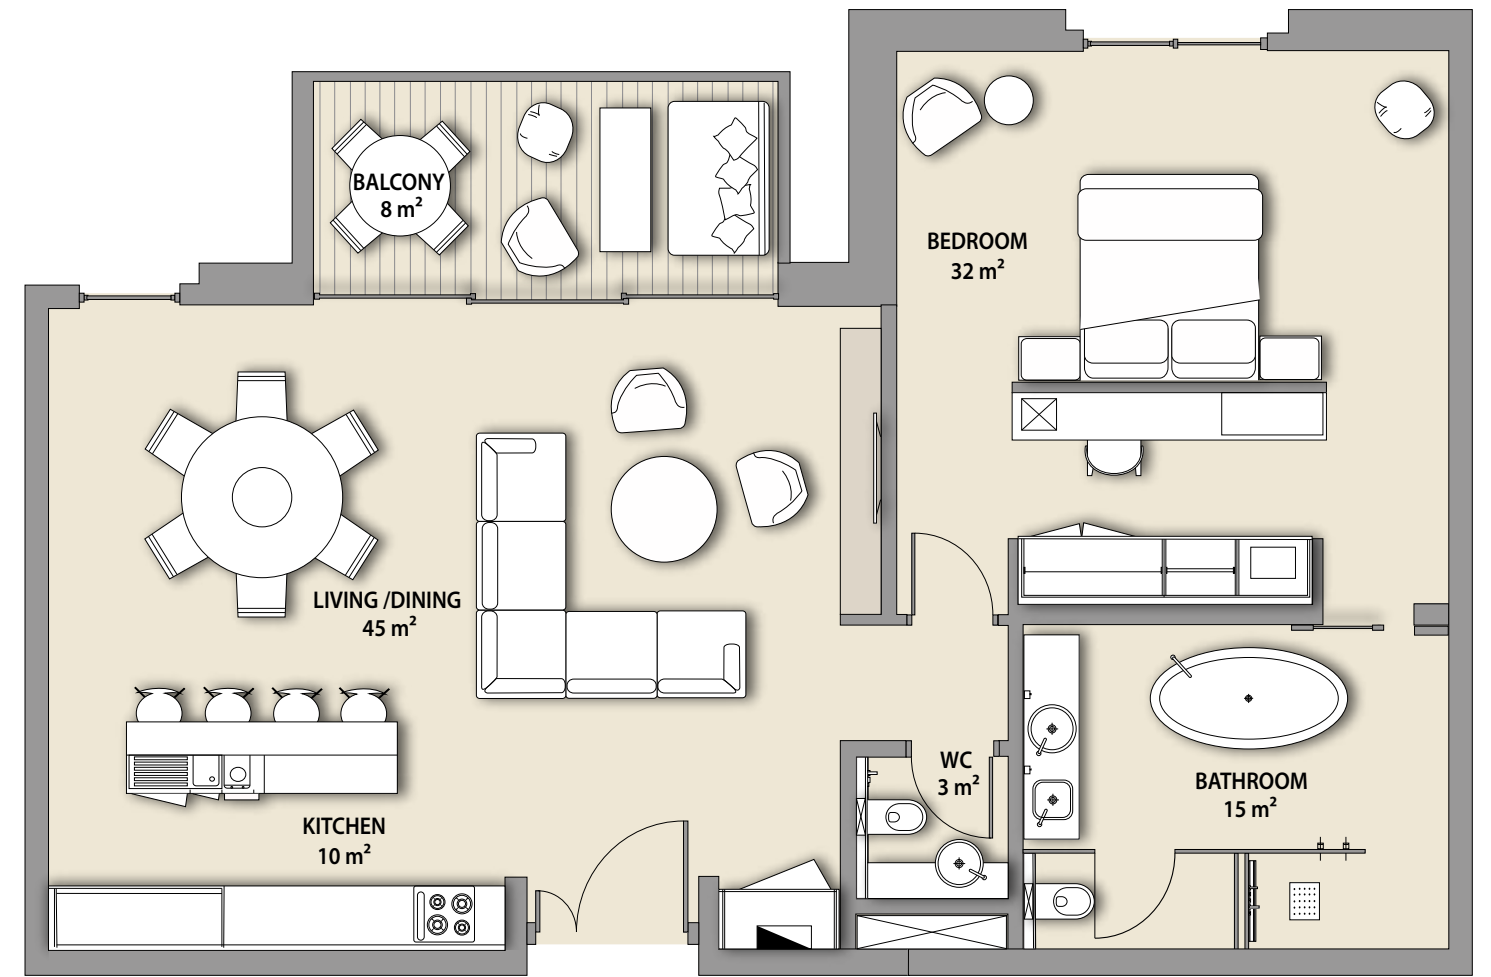 BALCONY
8 m²
BEDROOM
32 m²
LIVING /DINING
45 m²
WC
3 m²
BATHROOM
15 m²
KITCHEN
10 m²